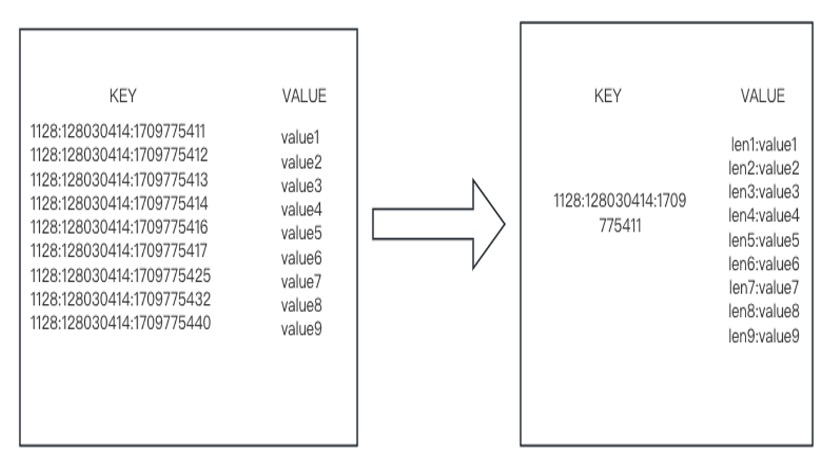 KEY VALUE
1128:128030414:1709775411 value1
1128:128030414:1709775412 value2
1128:128030414:1709775413 value3
1128:128030414:1709775414 value4
1128:128030414:1709775416 value5
1128:128030414:1709775417 value6
1128:128030414:1709775425 value7
1128:128030414:1709775432 value8
1128:128030414:1709775440 value9
KEY VALUE
1128:128030414:1709
775411
len1:value1
len2:value2
len3:value3
len4:value4
len5:value5
len6:value6
len7:value7
len8:value8
len9:value9